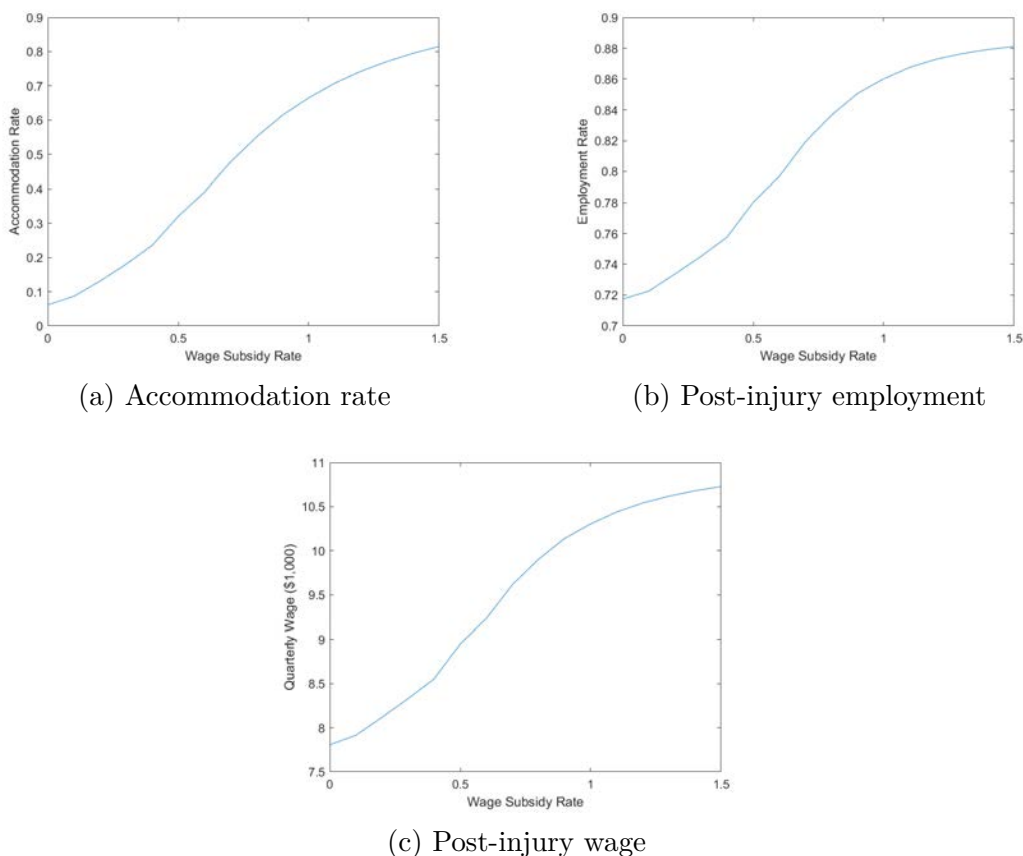 0.9
0.8
0.7
0.6
0.5
0.4
0.3
0.2
0.1
0
Accommodation Rate
0 0.5 1 1.5
Wage Subsidy Rate
(a) Accommodation rate
0.9
0.88
0.86
0.84
0.82
0.8
0.78
0.76
0.74
0.72
0.7
Employment Rate
0 0.5 1 1.5
Wage Subsidy Rate
(b) Post-injury employment
11
10.5
10
9.5
9
8.5
8
7.5
Quarterly Wage ($1,000)
0 0.5 1 1.5
Wage Subsidy Rate
(c) Post-injury wage